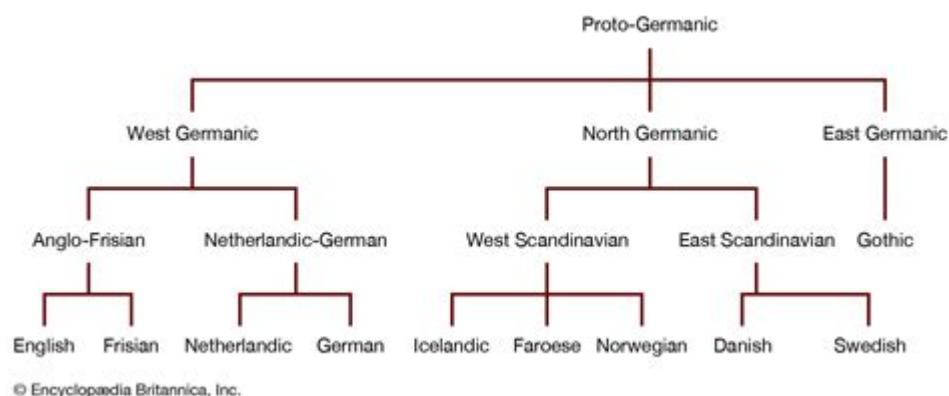 Proto-Germanic
West Germanic North Germanic East Germanic
Anglo-Frisian Netherlandic-German West Scandinavian East Scandinavian Gothic
English Frisian Netherlandic German Icelandic Faroese Norwegian Danish Swedish
© Encyclopædia Britannica, Inc.